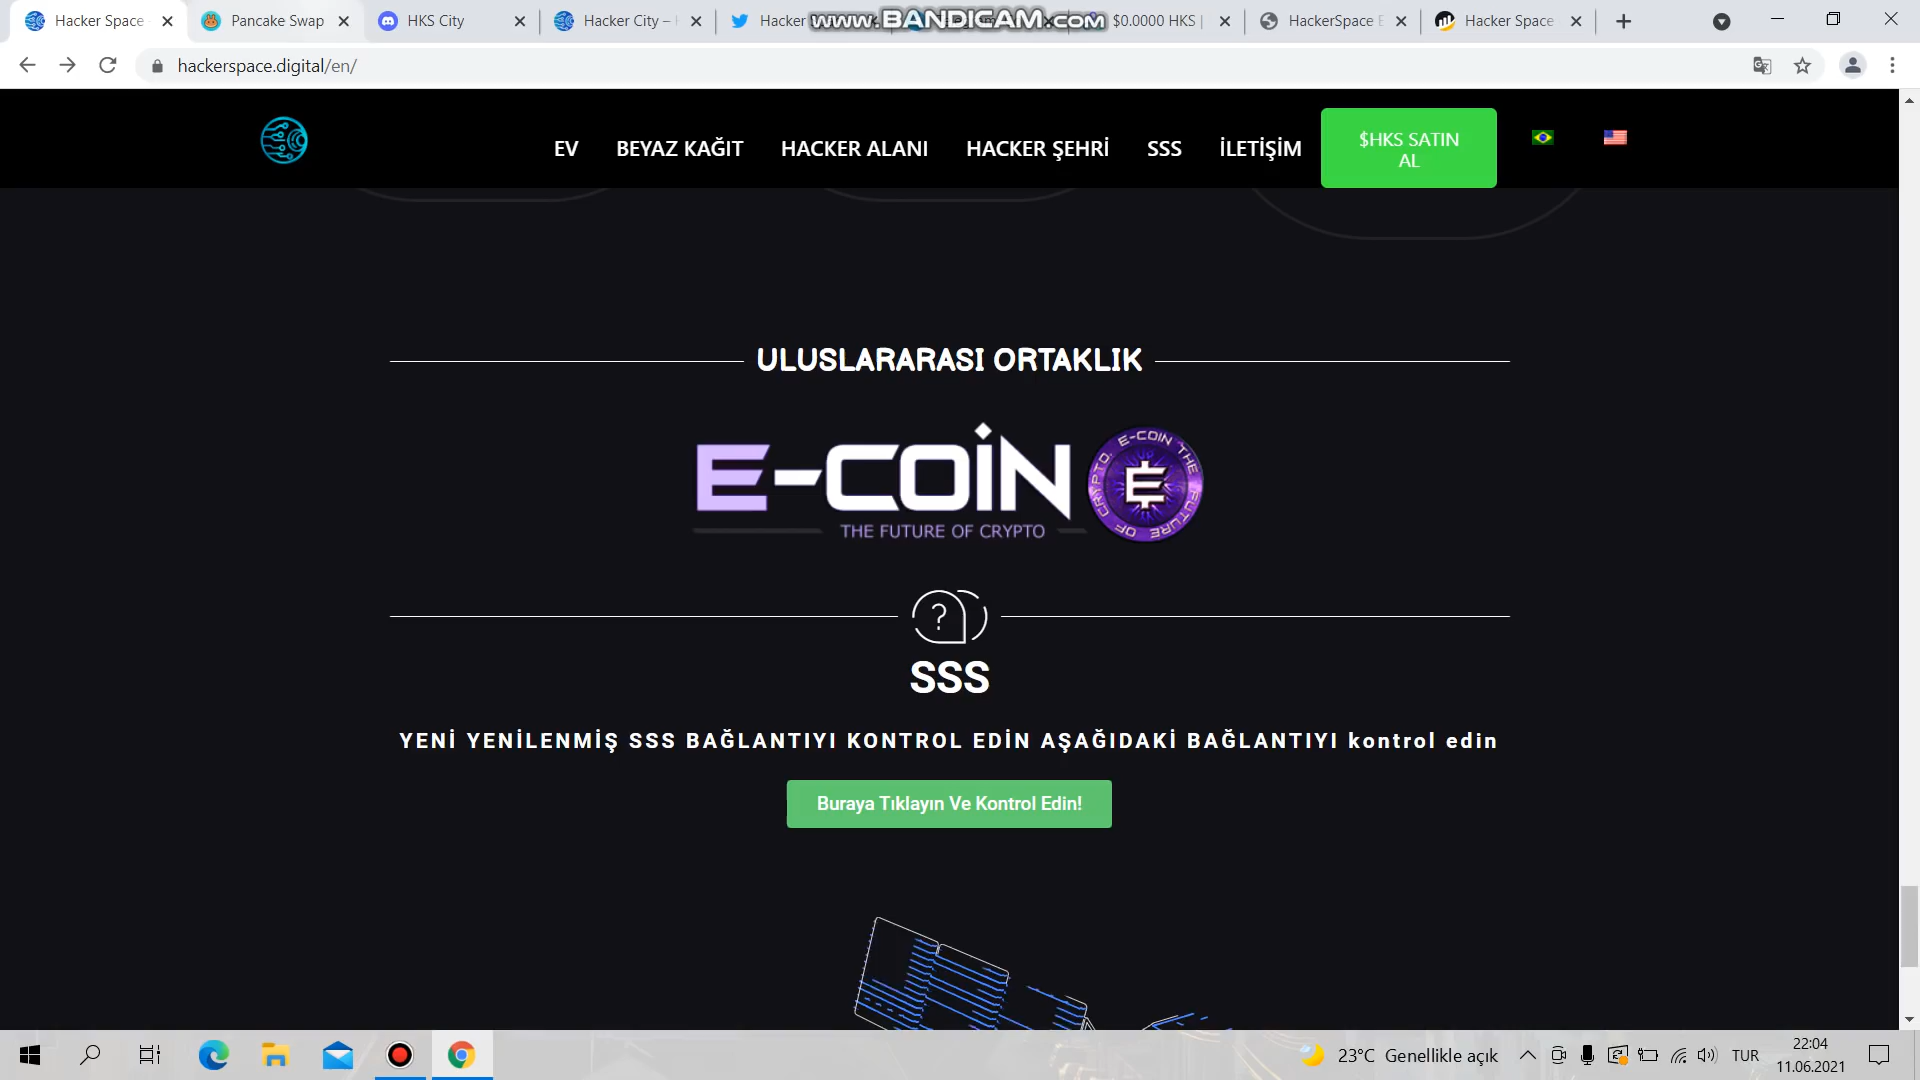 Hacker Space
Pancake Swap
HKS City
Hacker City –
Hacker
www.BANDICAM.com
$0.0000 HKS |
HackerSpace E
Hacker Space
hackerspace.digital/en/
EV
BEYAZ KAĞIT
HACKER ALANI
HACKER ŞEHRİ
SSS
İLETİŞİM
$HKS SATIN
AL
ULUSLARARASI ORTAKLIK
E-COİN
THE FUTURE OF CRYPTO
E-COIN THE FUTURE OF CRYPTO.
?
SSS
YENİ YENİLENMİŞ SSS BAĞLANTIYI KONTROL EDİN AŞAĞIDAKİ BAĞLANTIYI kontrol edin
Buraya Tıklayın Ve Kontrol Edin!
23°C Genellikle açık
TUR
22:04
11.06.2021